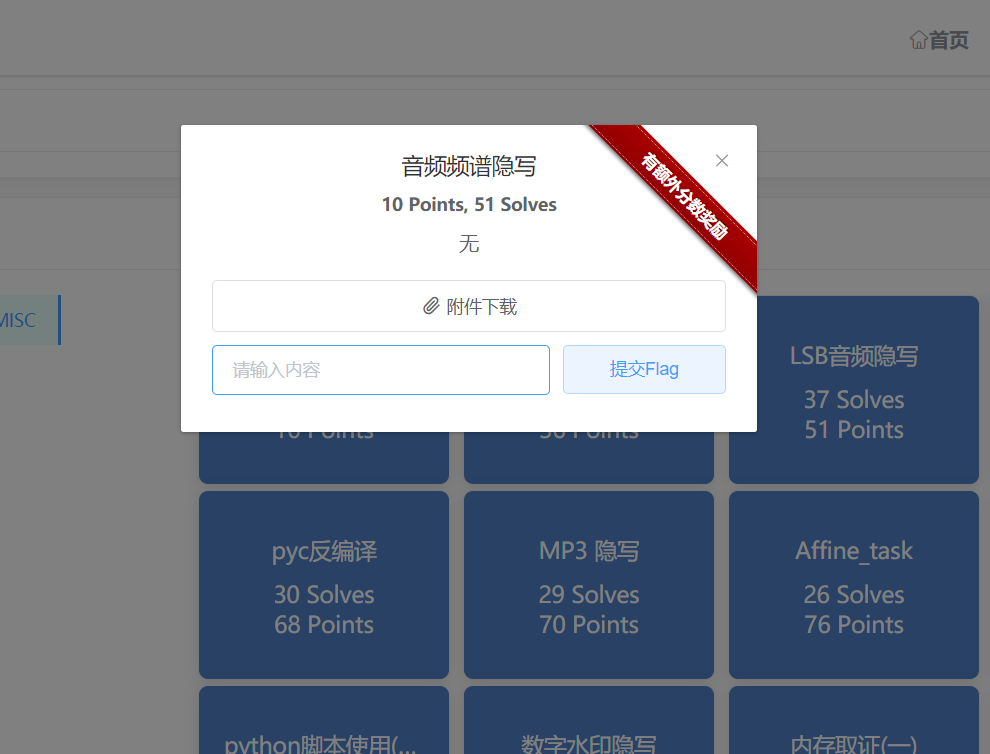 首页
音频频谱隐写
有额外分数奖励
10 Points, 51 Solves
无
附件下载
请输入内容
提交Flag
MISC
LSB音频隐写
37 Solves
51 Points
pyc反编译
30 Solves
68 Points
MP3 隐写
29 Solves
70 Points
Affine_task
26 Solves
76 Points
python脚本使用(...
数字水印隐写
内存取证(一)